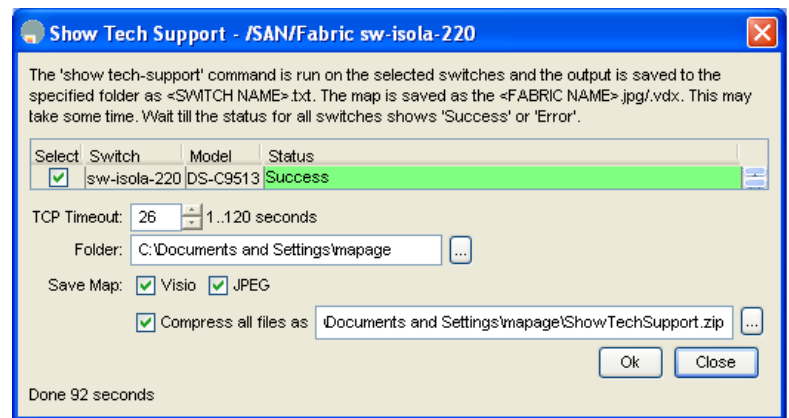 Show Tech Support - /SAN/Fabric sw-isola-220
The 'show tech-support' command is run on the selected switches and the output is saved to the
specified folder as <SWITCH NAME>.txt. The map is saved as the <FABRIC NAME>.jpg/.vdx. This may
take some time. Wait till the status for all switches shows 'Success' or 'Error'.
Select Switch Model Status
sw-isola-220 DS-C9513 Success
TCP Timeout: 26 1..120 seconds
Folder: C:\Documents and Settings\mapage ...
Save Map: Visio JPEG
Compress all files as \Documents and Settings\mapage\ShowTechSupport.zip ...
Ok Close
Done 92 seconds